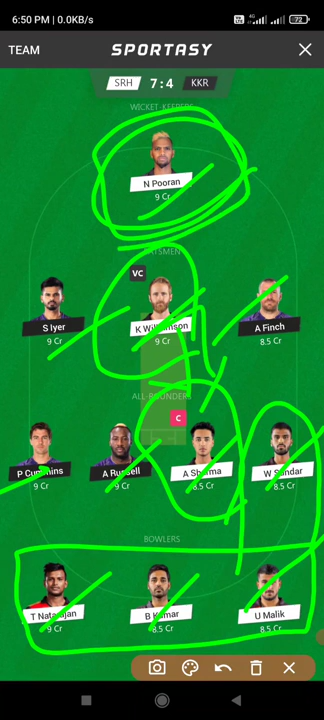 6:50 PM | 0.0KB/s 4G 72
TEAM SPORTASY
SRH 7:4 KKR
WICKET-KEEPERS
N Pooran
9 Cr
BATSMEN
VC
S Iyer K Williamson A Finch
9 Cr 9 Cr 8.5 Cr
ALL-ROUNDERS
C
P Cummins A Russell A Sharma W Sundar
9 Cr 9 Cr 8.5 Cr 8.5 Cr
BOWLERS
T Natarajan B Kumar U Malik
9 Cr 8.5 Cr 8.5 Cr